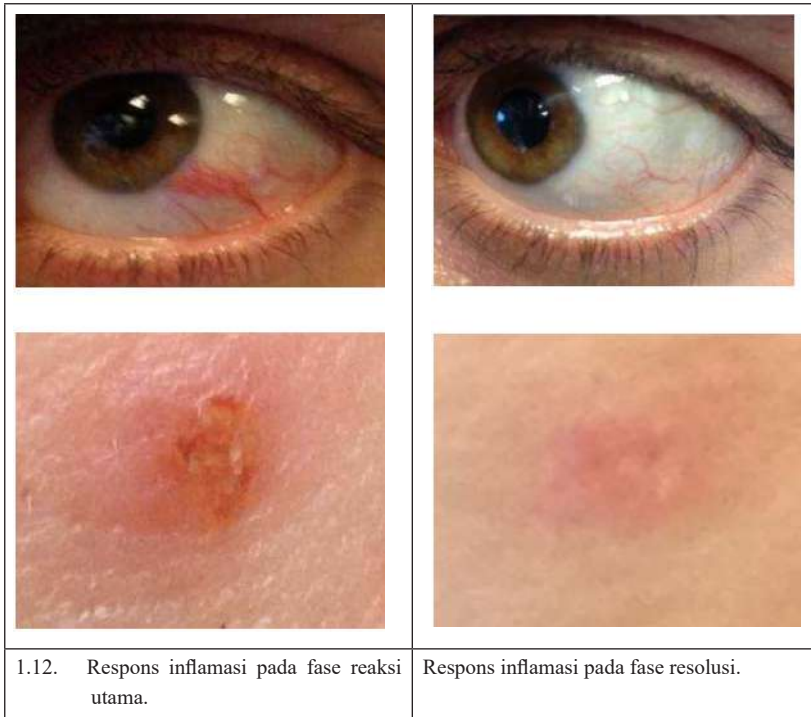 1.12. Respons inflamasi pada fase reaksi
utama.
Respons inflamasi pada fase resolusi.